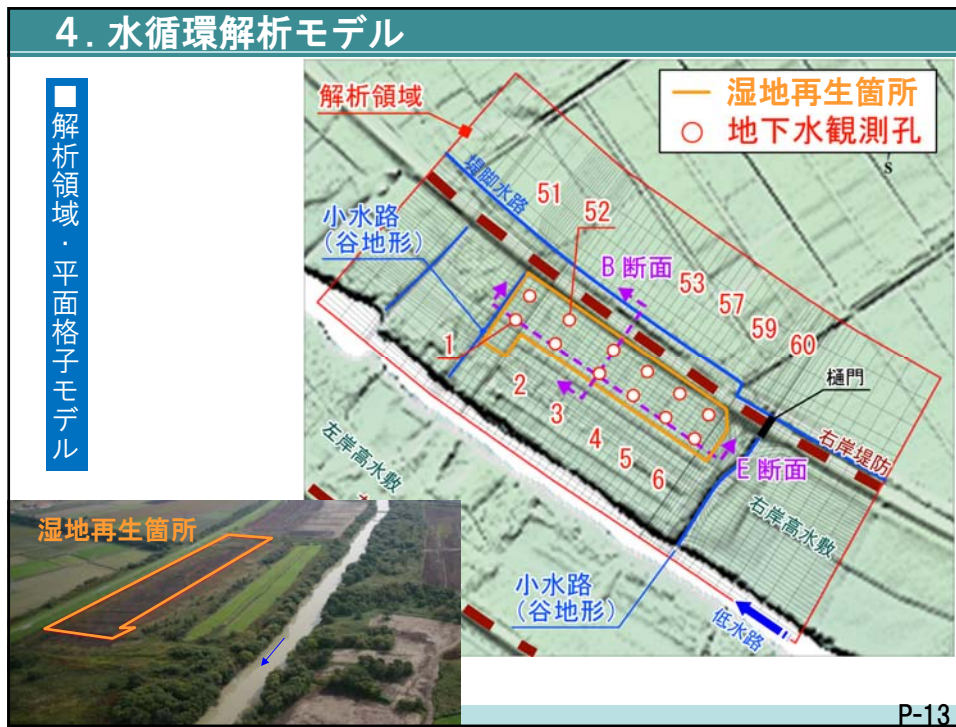 ４. 水循環解析モデル
■解析領域・平面格子モデル
解析領域
湿地再生箇所
地下水観測孔
S
堤脚水路
51
52
小水路
(谷地形)
B 断面
53
57
59
60
1
2
3
4
5
6
樋門
右岸堤防
E 断面
左岸高水敷
右岸高水敷
湿地再生箇所
小水路
(谷地形)
低水路
P-13